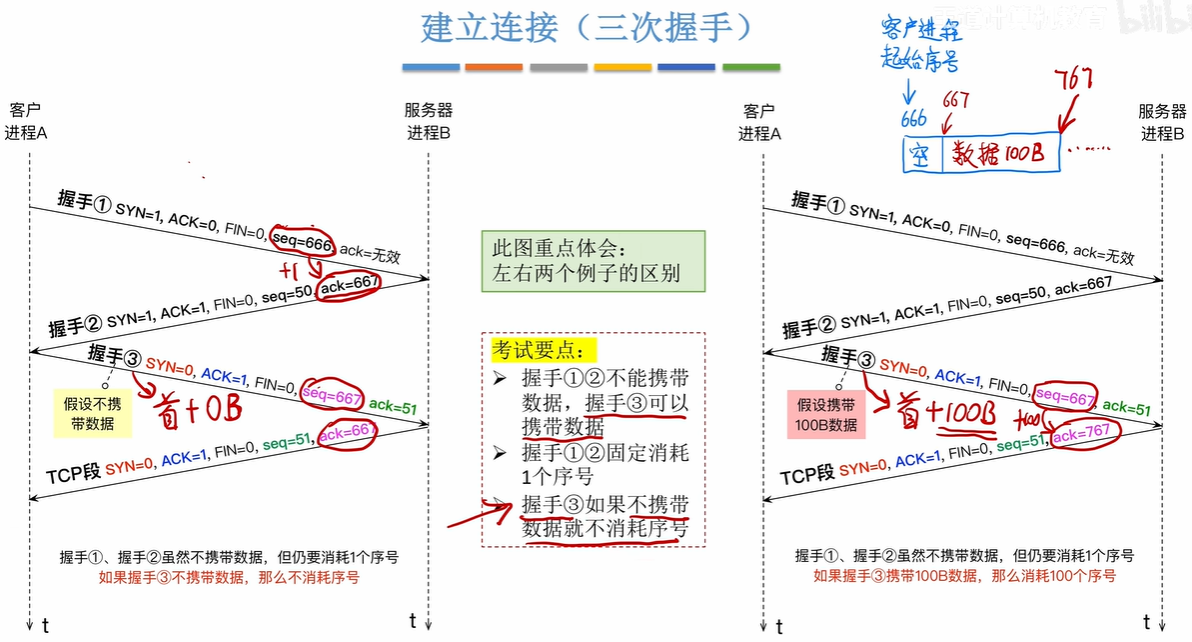 建立连接（三次握手）
bilibili
客户进程
起始序号
666
667
767
空
数据100B
……
客户
进程A
服务器
进程B
握手① SYN=1, ACK=0, FIN=0, seq=666, ack=无效
+1
握手② SYN=1, ACK=1, FIN=0, seq=50, ack=667
握手③ SYN=0, ACK=1, FIN=0, seq=667 ack=51
假设不携
带数据
首+0B
TCP段 SYN=0, ACK=1, FIN=0, seq=51, ack=667
握手①、握手②虽然不携带数据，但仍要消耗1个序号
如果握手③不携带数据，那么不消耗序号
t
t
此图重点体会：
左右两个例子的区别
考试要点：
➢ 握手①②不能携带
数据，握手③可以
携带数据
➢ 握手①②固定消耗
1个序号
➢ 握手③如果不携带
数据就不消耗序号
客户
进程A
服务器
进程B
握手① SYN=1, ACK=0, FIN=0, seq=666, ack=无效
握手② SYN=1, ACK=1, FIN=0, seq=50, ack=667
握手③ SYN=0, ACK=1, FIN=0, seq=667, ack=51
假设携带
100B数据
首+100B
+100
TCP段 SYN=0, ACK=1, FIN=0, seq=51, ack=767
握手①、握手②虽然不携带数据，但仍要消耗1个序号
如果握手③携带100B数据，那么消耗100个序号
t
t